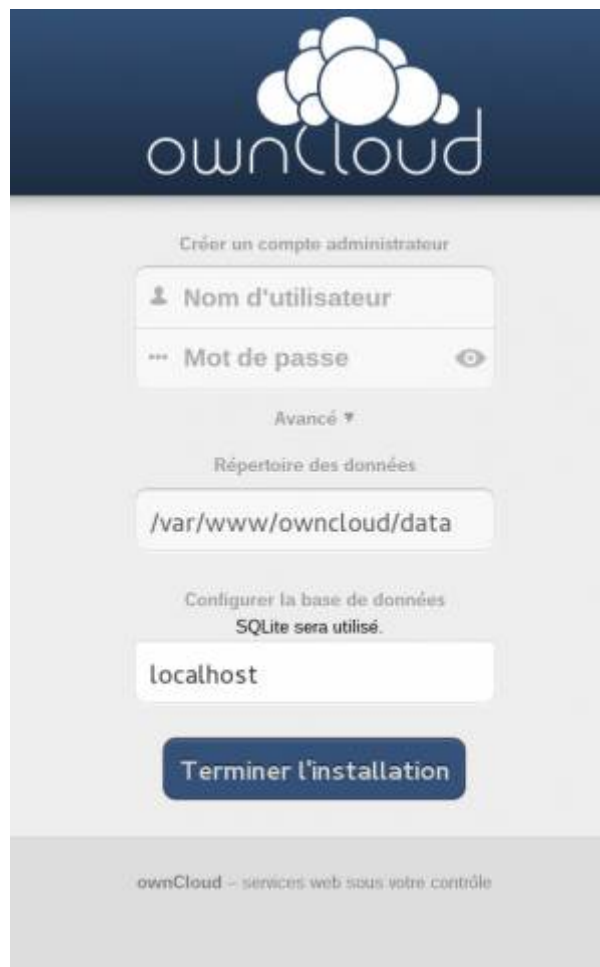 ownCloud
Créer un compte administrateur
Nom d'utilisateur
Mot de passe
Avancé ▼
Répertoire des données
/var/www/owncloud/data
Configurer la base de données
SQLite sera utilisé.
localhost
Terminer l'installation
ownCloud – services web sous votre contrôle